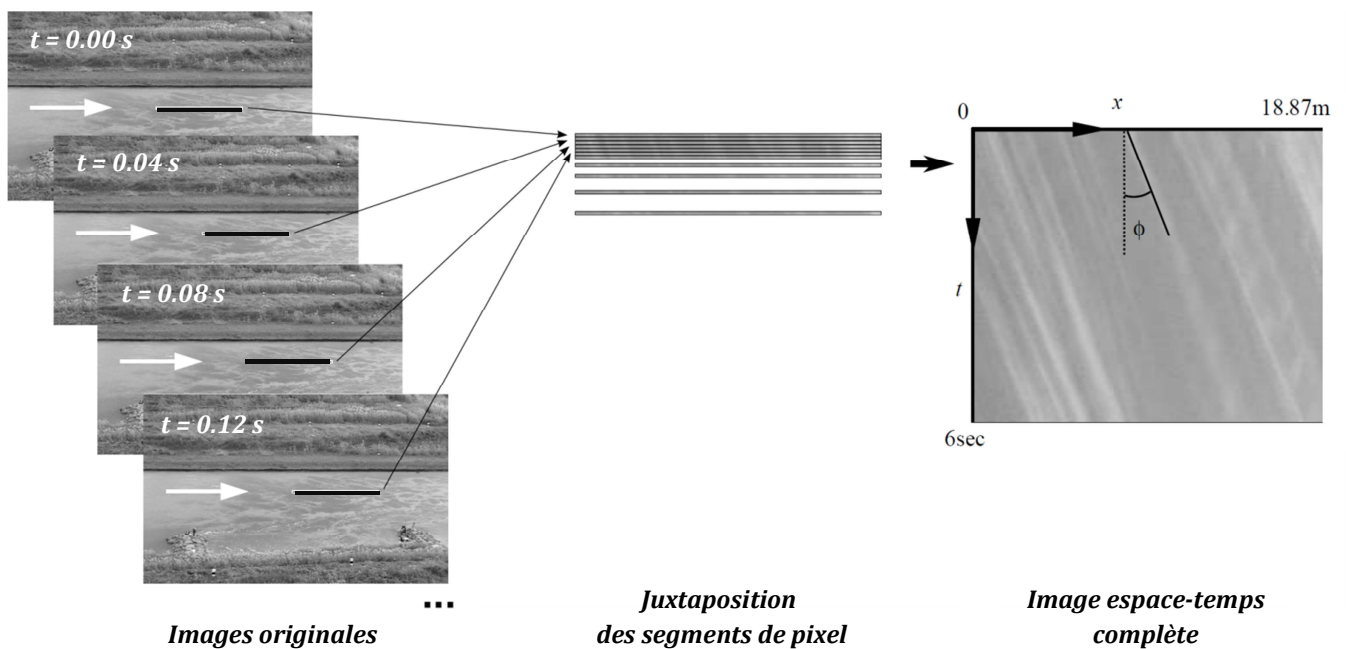 t = 0.00 s
t = 0.04 s
t = 0.08 s
t = 0.12 s
...
0
x
18.87m
ϕ
t
6sec
Images originales
Juxtaposition
des segments de pixel
Image espace-temps
complète